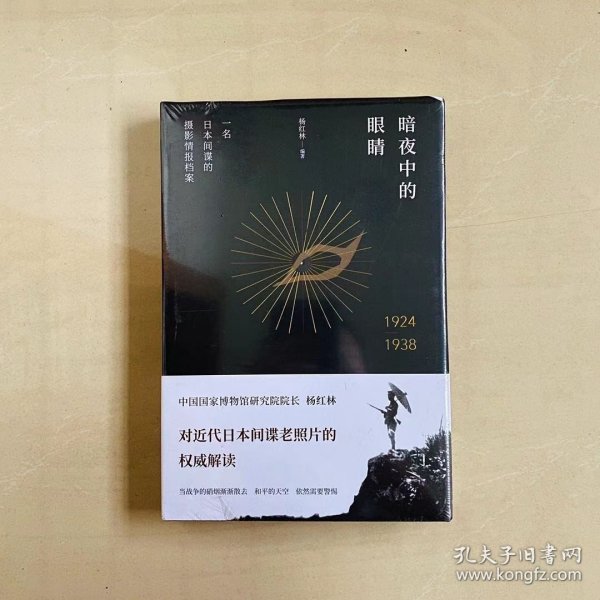 暗夜中的
眼睛
杨红林 — 编著
一名
日本间谍的
摄影情报档案
1924
1938
中国国家博物馆研究院院长 杨红林
对近代日本间谍老照片的
权威解读
当战争的硝烟渐渐散去 和平的天空 依然需要警惕
孔夫子旧书网
www.kongfz.com